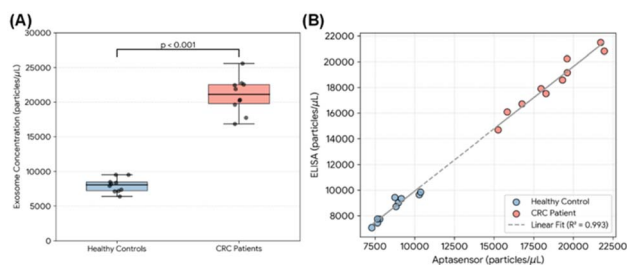 (A)
p < 0.001
30000
25000
20000
15000
10000
5000
0
Exosome Concentration (particles/μL)
Healthy Controls
CRC Patients
(B)
22000
20000
18000
16000
14000
12000
10000
8000
ELISA (particles/μL)
7500
10000
12500
15000
17500
20000
22500
Aptasensor (particles/μL)
Healthy Control
CRC Patient
Linear Fit (R² = 0.993)